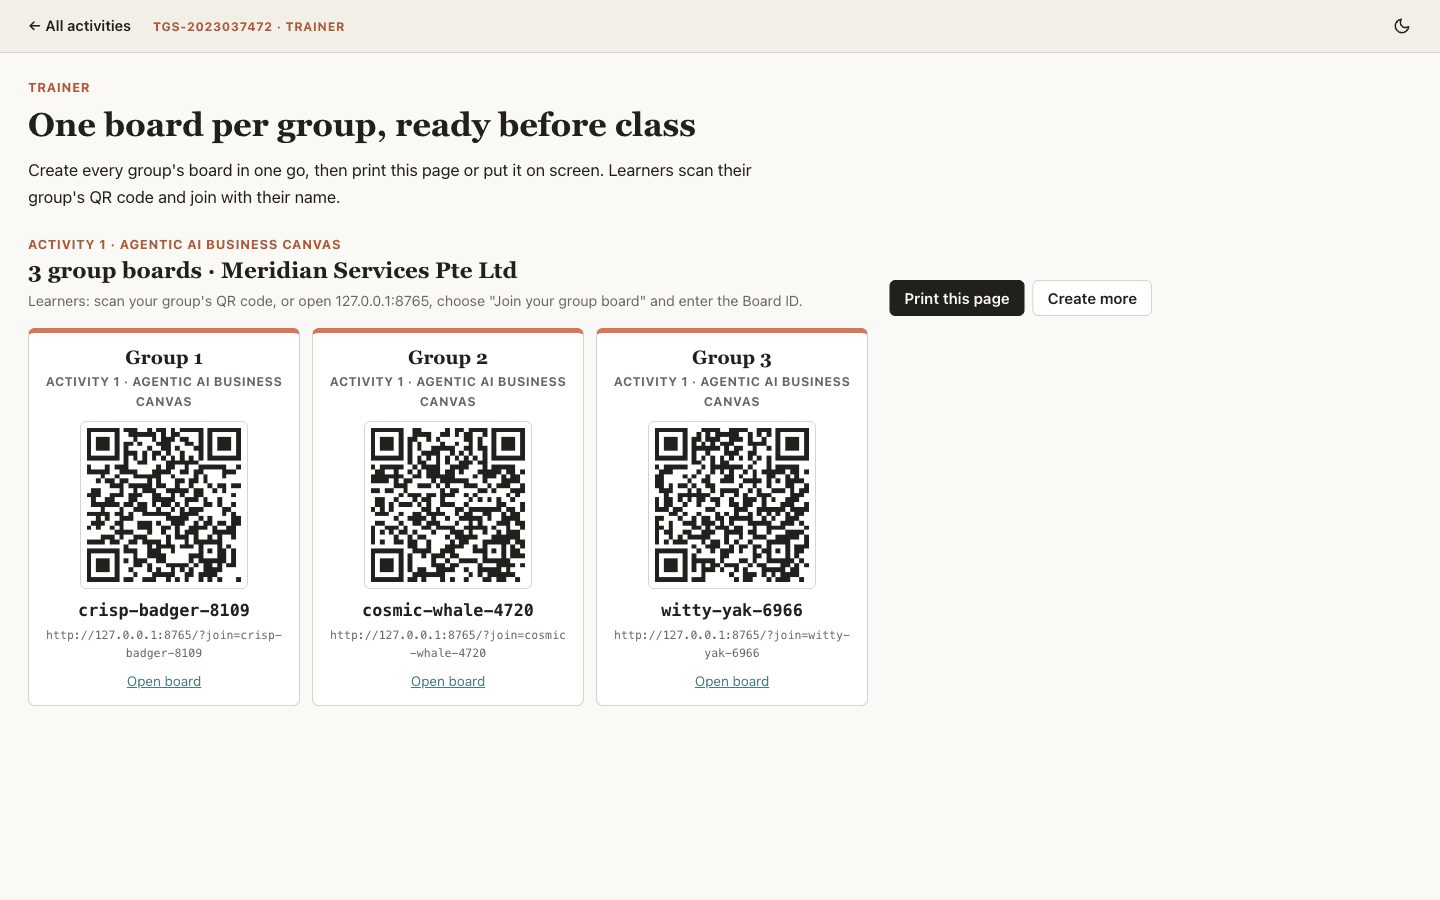 ← All activities
TGS-2023037472 · TRAINER
TRAINER
One board per group, ready before class
Create every group's board in one go, then print this page or put it on screen. Learners scan their
group's QR code and join with their name.
ACTIVITY 1 · AGENTIC AI BUSINESS CANVAS
3 group boards · Meridian Services Pte Ltd
Learners: scan your group's QR code, or open 127.0.0.1:8765, choose "Join your group board" and enter the Board ID.
Print this page
Create more
Group 1
ACTIVITY 1 · AGENTIC AI BUSINESS
CANVAS
crisp-badger-8109
http://127.0.0.1:8765/?join=crisp-
badger-8109
Open board
Group 2
ACTIVITY 1 · AGENTIC AI BUSINESS
CANVAS
cosmic-whale-4720
http://127.0.0.1:8765/?join=cosmic
-whale-4720
Open board
Group 3
ACTIVITY 1 · AGENTIC AI BUSINESS
CANVAS
witty-yak-6966
http://127.0.0.1:8765/?join=witty-
yak-6966
Open board